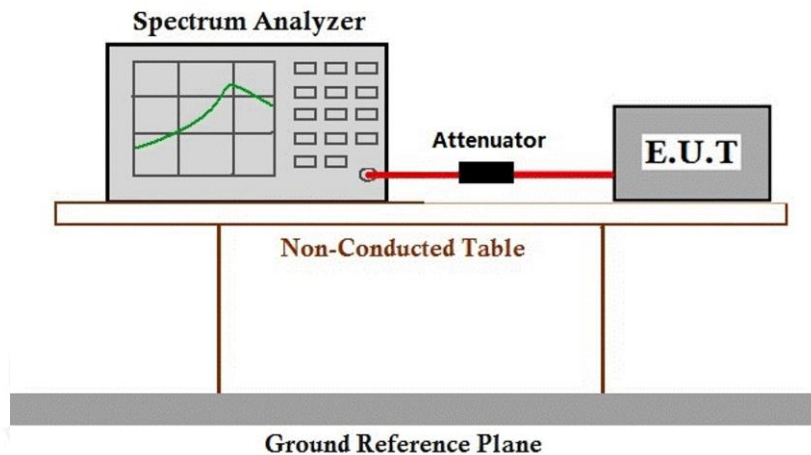 Spectrum Analyzer
Attenuator
E.U.T
Non-Conducted Table
Ground Reference Plane